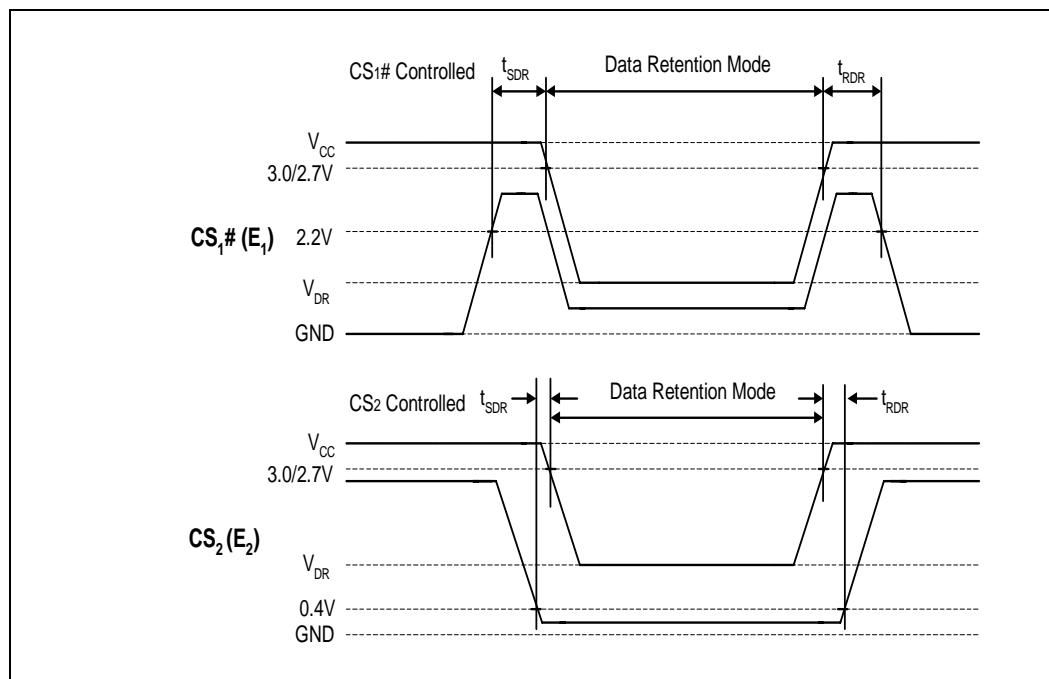 CS1# Controlled tSDR Data Retention Mode tRDR
VCC
3.0/2.7V
CS1# (E1) 2.2V
VDR
GND
CS2 Controlled tSDR Data Retention Mode tRDR
VCC
3.0/2.7V
CS2 (E2)
VDR
0.4V
GND